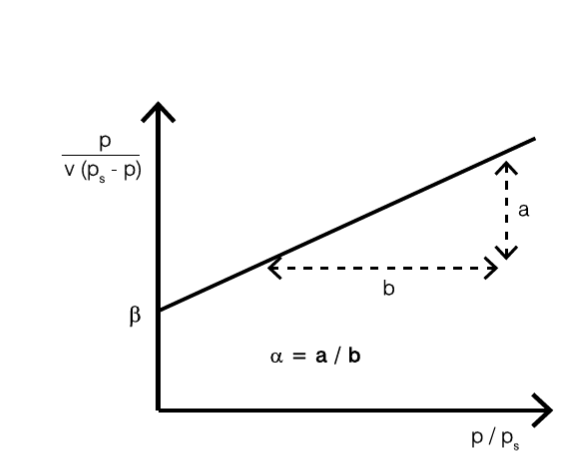 p
v (pₛ - p)
a
b
β
α = a / b
p / pₛ